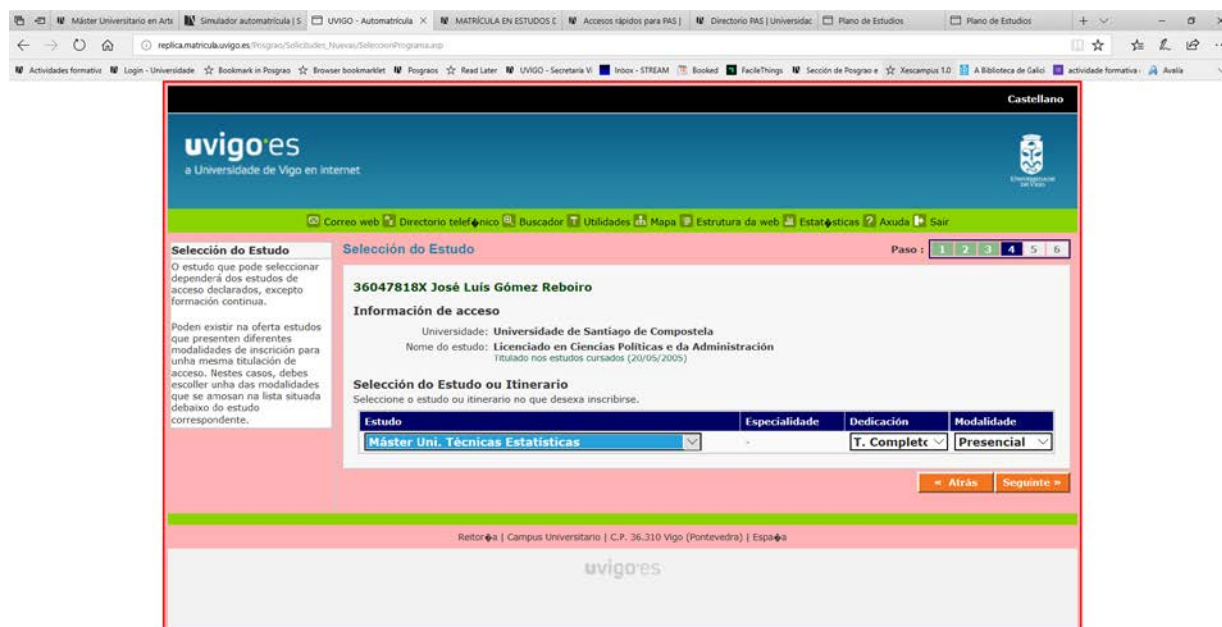 Máster Universitario en Arts
Simulador automatrícula | S
UVIGO - Automatrícula
MATRÍCULA EN ESTUDOS D
Accesos rápidos para PAS |
Directorio PAS | Universidac
Plano de Estudios
Plano de Estudios
replica.matricula.uvigo.es/Posgrao/Solicitudes_Nuevas/SeleccionPrograma.asp
Actividades formativa
Login - Universidade
Bookmark in Posgrao
Browser bookmarklet
Posgraos
Read Later
UVIGO - Secretaría Vi
Inbox - STREAM
Booked
FacileThings
Sección de Posgrao e
Xescampus 1.0
A Biblioteca de Galici
actividade formativa
Avalía
Castellano
uvigo·es
a Universidade de Vigo en internet
Correo web Directorio telef�nico Buscador Utilidades Mapa Estrutura da web Estat�sticas Axuda Sair
Selección do Estudo
O estudo que pode seleccionar
dependerá dos estudos de
acceso declarados, excepto
formación continua.
Poden existir na oferta estudos
que presenten diferentes
modalidades de inscrición para
unha mesma titulación de
acceso. Nestes casos, debes
escoller unha das modalidades
que se amosan na lista situada
debaixo do estudo
correspondente.
Selección do Estudo
Paso : 1 2 3 4 5 6
36047818X José Luís Gómez Reboiro
Información de acceso
Universidade: Universidade de Santiago de Compostela
Nome do estudo: Licenciado en Ciencias Políticas e da Administración
Titulado nos estudos cursados (20/05/2005)
Selección do Estudo ou Itinerario
Seleccione o estudo ou itinerario no que desexa inscribirse.
Estudo Especialidade Dedicación Modalidade
Máster Uni. Técnicas Estatísticas - T. Completc Presencial
« Atrás Seguinte »
Reitor�a | Campus Universitario | C.P. 36.310 Vigo (Pontevedra) | Espa�a
uvigo·es